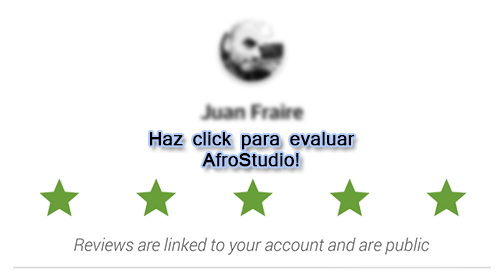 Juan Fraire
Haz click para evaluar
AfroStudio!
Reviews are linked to your account and are public